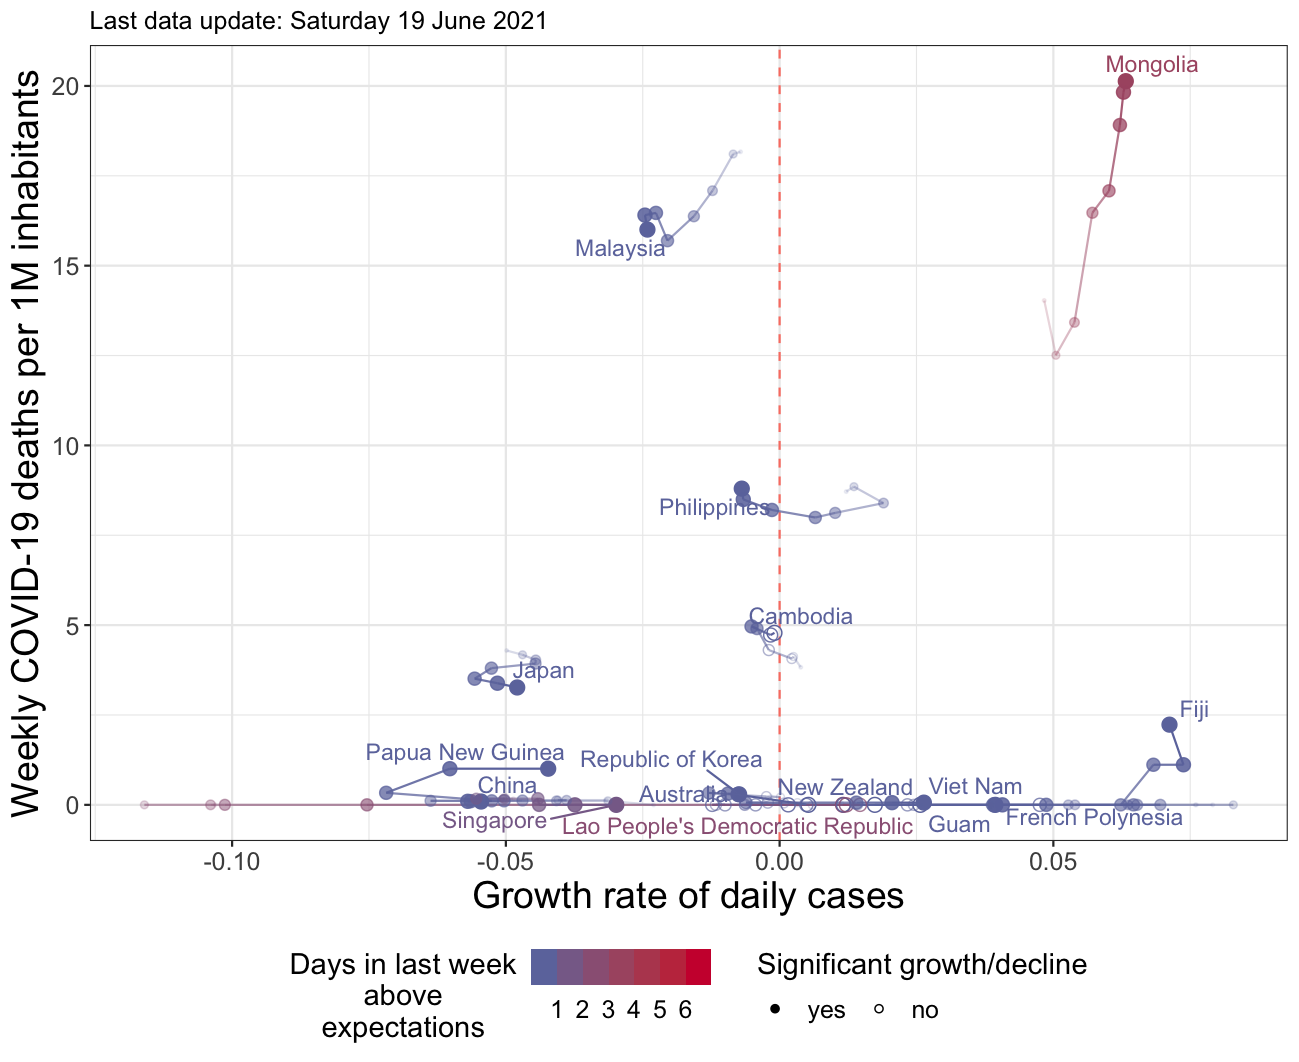 Last data update: Saturday 19 June 2021
Weekly COVID-19 deaths per 1M inhabitants
20
15
10
5
0
Mongolia
Malaysia
Philippines
Cambodia
Japan
Fiji
Papua New Guinea
Republic of Korea
China
Australia
New Zealand
Viet Nam
Singapore
Lao People's Democratic Republic
Guam
French Polynesia
-0.10 -0.05 0.00 0.05
Growth rate of daily cases
Days in last week
above
expectations
1 2 3 4 5 6
Significant growth/decline
yes no